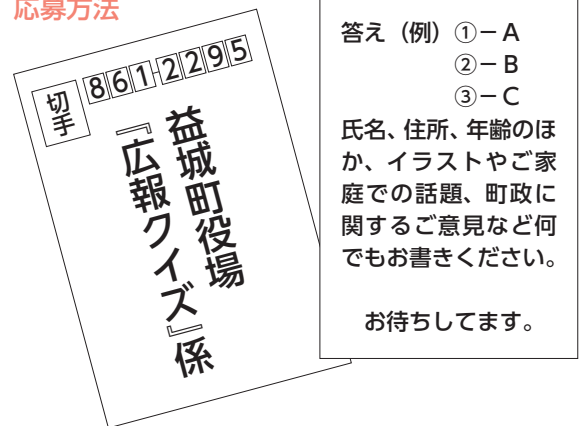 応募方法
切手
861-2295
益城町役場
『広報クイズ』係
答え（例）①－A
②－B
③－C
氏名、住所、年齢のほ
か、イラストやご家
庭での話題、町政に
関するご意見など何
でもお書きください。
お待ちしてます。